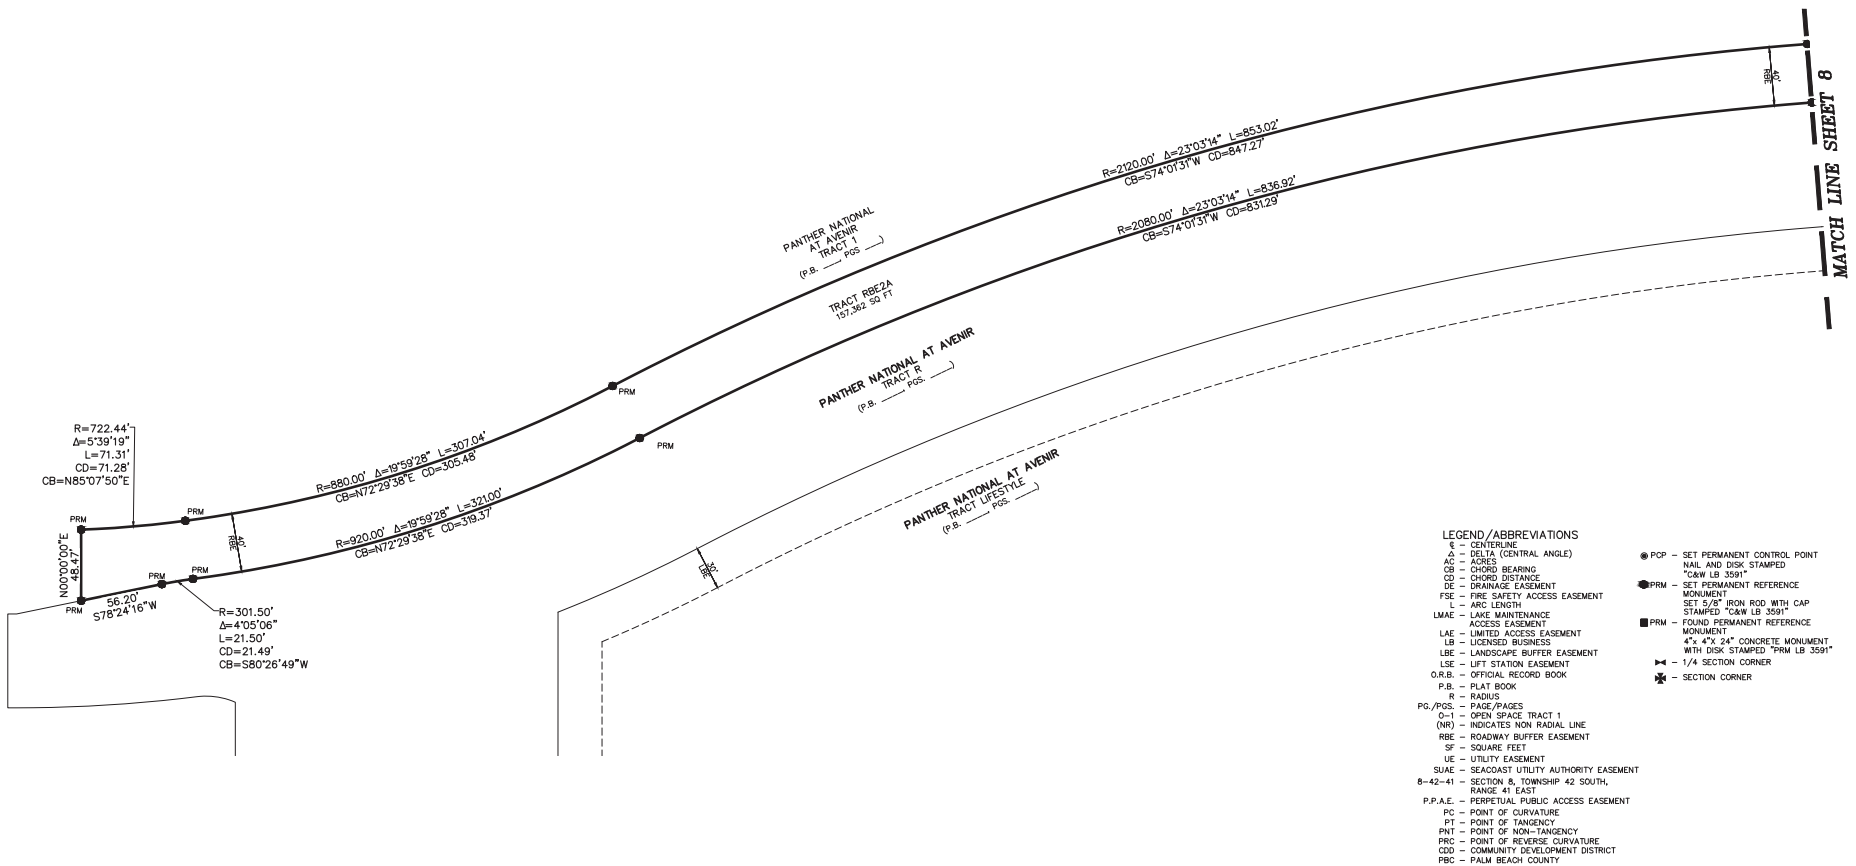 MATCH LINE SHEET 8
40'
RBE
R=2120.00' Δ=23°03'14" L=853.02'
CB=S74°01'31"W CD=847.27'
R=2080.00' Δ=23°03'14" L=836.92'
CB=S74°01'31"W CD=831.29'
PANTHER NATIONAL
AT AVENIR
TRACT 1
(P.B. ____, PGS ____)
TRACT RBE2A
157,362 SQ FT
PANTHER NATIONAL AT AVENIR
TRACT R
(P.B. ____, PGS. ____)
PRM
PRM
R=722.44'
Δ=5°39'19"
L=71.31'
CD=71.28'
CB=N85°07'50"E
R=880.00' Δ=19°59'28" L=307.04'
CB=N72°29'38"E CD=305.48'
R=920.00' Δ=19°59'28" L=321.00'
CB=N72°29'38"E CD=319.37'
PANTHER NATIONAL AT AVENIR
TRACT LIFESTYLE
(P.B. ____, PGS. ____)
PRM
PRM
40'
RBE
N00°00'00"E
48.47'
PRM
PRM
PRM
56.20'
S78°24'16"W
R=301.50'
Δ=4°05'06"
L=21.50'
CD=21.49'
CB=S80°26'49"W
30'
LBE
LEGEND/ABBREVIATIONS
℄ – CENTERLINE
Δ – DELTA (CENTRAL ANGLE)
AC – ACRES
CB – CHORD BEARING
CD – CHORD DISTANCE
DE – DRAINAGE EASEMENT
FSE – FIRE SAFETY ACCESS EASEMENT
L – ARC LENGTH
LMAE – LAKE MAINTENANCE
ACCESS EASEMENT
LAE – LIMITED ACCESS EASEMENT
LB – LICENSED BUSINESS
LBE – LANDSCAPE BUFFER EASEMENT
LSE – LIFT STATION EASEMENT
O.R.B. – OFFICIAL RECORD BOOK
P.B. – PLAT BOOK
R – RADIUS
PG./PGS. – PAGE/PAGES
O-1 – OPEN SPACE TRACT 1
(NR) – INDICATES NON RADIAL LINE
RBE – ROADWAY BUFFER EASEMENT
SF – SQUARE FEET
UE – UTILITY EASEMENT
SUAE – SEACOAST UTILITY AUTHORITY EASEMENT
8-42-41 – SECTION 8, TOWNSHIP 42 SOUTH,
RANGE 41 EAST
P.P.A.E. – PERPETUAL PUBLIC ACCESS EASEMENT
PC – POINT OF CURVATURE
PT – POINT OF TANGENCY
PNT – POINT OF NON-TANGENCY
PRC – POINT OF REVERSE CURVATURE
CDD – COMMUNITY DEVELOPMENT DISTRICT
PBC – PALM BEACH COUNTY
PCP – SET PERMANENT CONTROL POINT
NAIL AND DISK STAMPED
"C&W LB 3591"
PRM – SET PERMANENT REFERENCE
MONUMENT
SET 5/8" IRON ROD WITH CAP
STAMPED "C&W LB 3591"
PRM – FOUND PERMANENT REFERENCE
MONUMENT
4"x 4"X 24" CONCRETE MONUMENT
WITH DISK STAMPED "PRM LB 3591"
– 1/4 SECTION CORNER
– SECTION CORNER